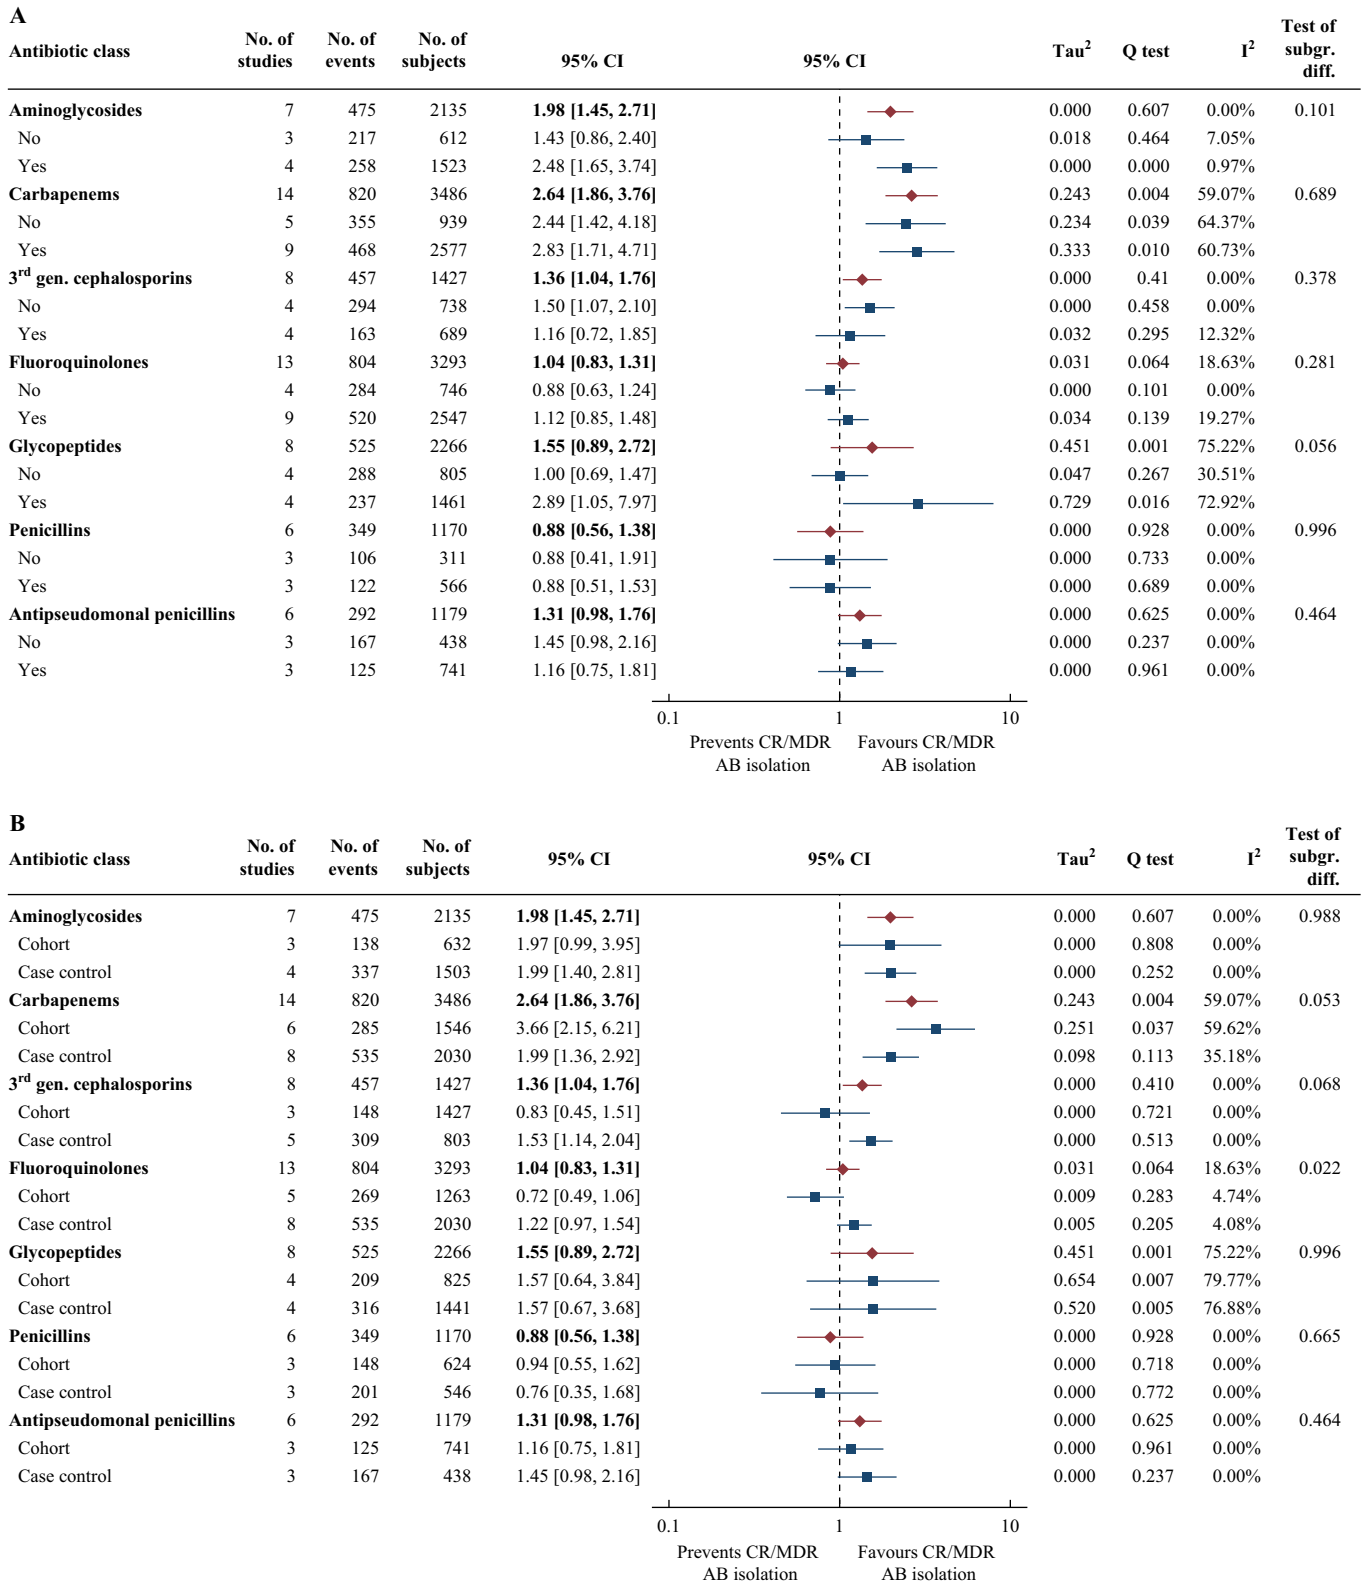 A
Antibiotic class No. of studies No. of events No. of subjects 95% CI 95% CI Tau² Q test I² Test of subgr. diff.
Aminoglycosides 7 475 2135 1.98 [1.45, 2.71] 0.000 0.607 0.00% 0.101
No 3 217 612 1.43 [0.86, 2.40] 0.018 0.464 7.05%
Yes 4 258 1523 2.48 [1.65, 3.74] 0.000 0.000 0.97%
Carbapenems 14 820 3486 2.64 [1.86, 3.76] 0.243 0.004 59.07% 0.689
No 5 355 939 2.44 [1.42, 4.18] 0.234 0.039 64.37%
Yes 9 468 2577 2.83 [1.71, 4.71] 0.333 0.010 60.73%
3rd gen. cephalosporins 8 457 1427 1.36 [1.04, 1.76] 0.000 0.41 0.00% 0.378
No 4 294 738 1.50 [1.07, 2.10] 0.000 0.458 0.00%
Yes 4 163 689 1.16 [0.72, 1.85] 0.032 0.295 12.32%
Fluoroquinolones 13 804 3293 1.04 [0.83, 1.31] 0.031 0.064 18.63% 0.281
No 4 284 746 0.88 [0.63, 1.24] 0.000 0.101 0.00%
Yes 9 520 2547 1.12 [0.85, 1.48] 0.034 0.139 19.27%
Glycopeptides 8 525 2266 1.55 [0.89, 2.72] 0.451 0.001 75.22% 0.056
No 4 288 805 1.00 [0.69, 1.47] 0.047 0.267 30.51%
Yes 4 237 1461 2.89 [1.05, 7.97] 0.729 0.016 72.92%
Penicillins 6 349 1170 0.88 [0.56, 1.38] 0.000 0.928 0.00% 0.996
No 3 106 311 0.88 [0.41, 1.91] 0.000 0.733 0.00%
Yes 3 122 566 0.88 [0.51, 1.53] 0.000 0.689 0.00%
Antipseudomonal penicillins 6 292 1179 1.31 [0.98, 1.76] 0.000 0.625 0.00% 0.464
No 3 167 438 1.45 [0.98, 2.16] 0.000 0.237 0.00%
Yes 3 125 741 1.16 [0.75, 1.81] 0.000 0.961 0.00%
0.1 1 10
Prevents CR/MDR Favours CR/MDR
AB isolation AB isolation
B
Antibiotic class No. of studies No. of events No. of subjects 95% CI 95% CI Tau² Q test I² Test of subgr. diff.
Aminoglycosides 7 475 2135 1.98 [1.45, 2.71] 0.000 0.607 0.00% 0.988
Cohort 3 138 632 1.97 [0.99, 3.95] 0.000 0.808 0.00%
Case control 4 337 1503 1.99 [1.40, 2.81] 0.000 0.252 0.00%
Carbapenems 14 820 3486 2.64 [1.86, 3.76] 0.243 0.004 59.07% 0.053
Cohort 6 285 1546 3.66 [2.15, 6.21] 0.251 0.037 59.62%
Case control 8 535 2030 1.99 [1.36, 2.92] 0.098 0.113 35.18%
3rd gen. cephalosporins 8 457 1427 1.36 [1.04, 1.76] 0.000 0.410 0.00% 0.068
Cohort 3 148 1427 0.83 [0.45, 1.51] 0.000 0.721 0.00%
Case control 5 309 803 1.53 [1.14, 2.04] 0.000 0.513 0.00%
Fluoroquinolones 13 804 3293 1.04 [0.83, 1.31] 0.031 0.064 18.63% 0.022
Cohort 5 269 1263 0.72 [0.49, 1.06] 0.009 0.283 4.74%
Case control 8 535 2030 1.22 [0.97, 1.54] 0.005 0.205 4.08%
Glycopeptides 8 525 2266 1.55 [0.89, 2.72] 0.451 0.001 75.22% 0.996
Cohort 4 209 825 1.57 [0.64, 3.84] 0.654 0.007 79.77%
Case control 4 316 1441 1.57 [0.67, 3.68] 0.520 0.005 76.88%
Penicillins 6 349 1170 0.88 [0.56, 1.38] 0.000 0.928 0.00% 0.665
Cohort 3 148 624 0.94 [0.55, 1.62] 0.000 0.718 0.00%
Case control 3 201 546 0.76 [0.35, 1.68] 0.000 0.772 0.00%
Antipseudomonal penicillins 6 292 1179 1.31 [0.98, 1.76] 0.000 0.625 0.00% 0.464
Cohort 3 125 741 1.16 [0.75, 1.81] 0.000 0.961 0.00%
Case control 3 167 438 1.45 [0.98, 2.16] 0.000 0.237 0.00%
0.1 1 10
Prevents CR/MDR Favours CR/MDR
AB isolation AB isolation